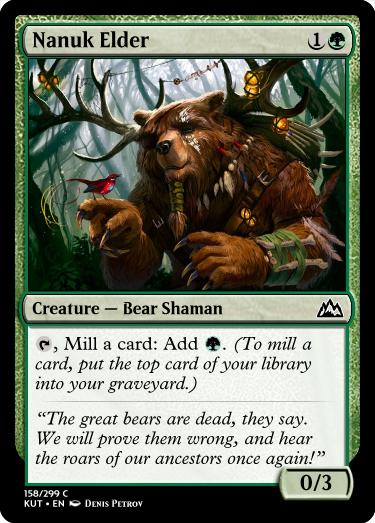 Nanuk Elder 1
Creature — Bear Shaman
, Mill a card: Add . (To mill a
card, put the top card of your library
into your graveyard.)
“The great bears are dead, they say.
We will prove them wrong, and hear
the roars of our ancestors once again!”
0/3
158/299 C
KUT • EN Denis Petrov